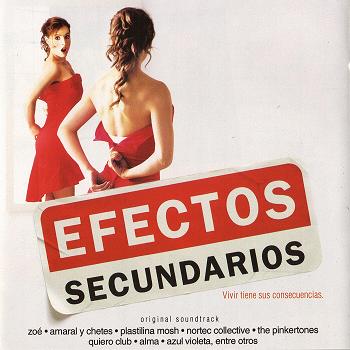 EFECTOS
SECUNDARIOS
Vivir tiene sus consecuencias.
original soundtrack
zoé • amaral y chetes • plastilina mosh • nortec collective • the pinkertones
quiero club • alma • azul violeta, entre otros